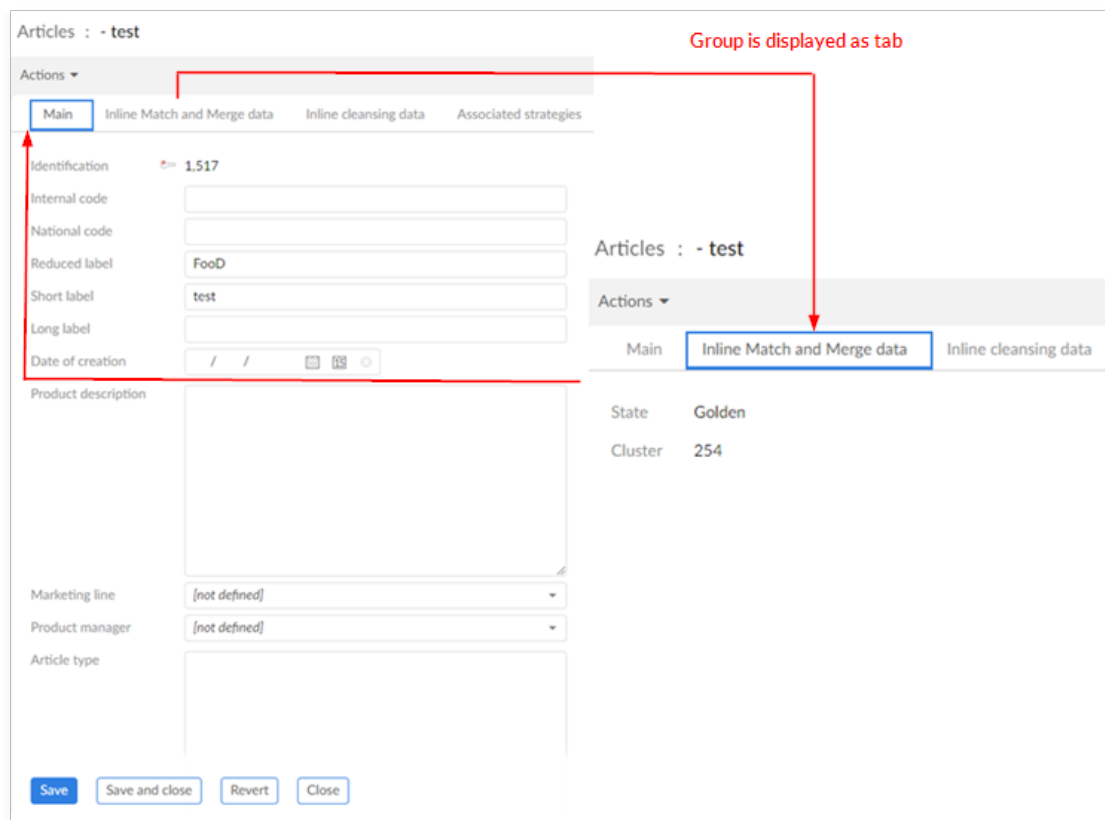 Articles : - test
Group is displayed as tab
Actions
Main Inline Match and Merge data Inline cleansing data Associated strategies
Identification 1,517
Internal code
National code
Reduced label FooD
Short label test
Long label
Date of creation / / 15
Product description
Marketing line [not defined]
Product manager [not defined]
Article type
Save Save and close Revert Close
Articles : - test
Actions
Main Inline Match and Merge data Inline cleansing data
State Golden
Cluster 254